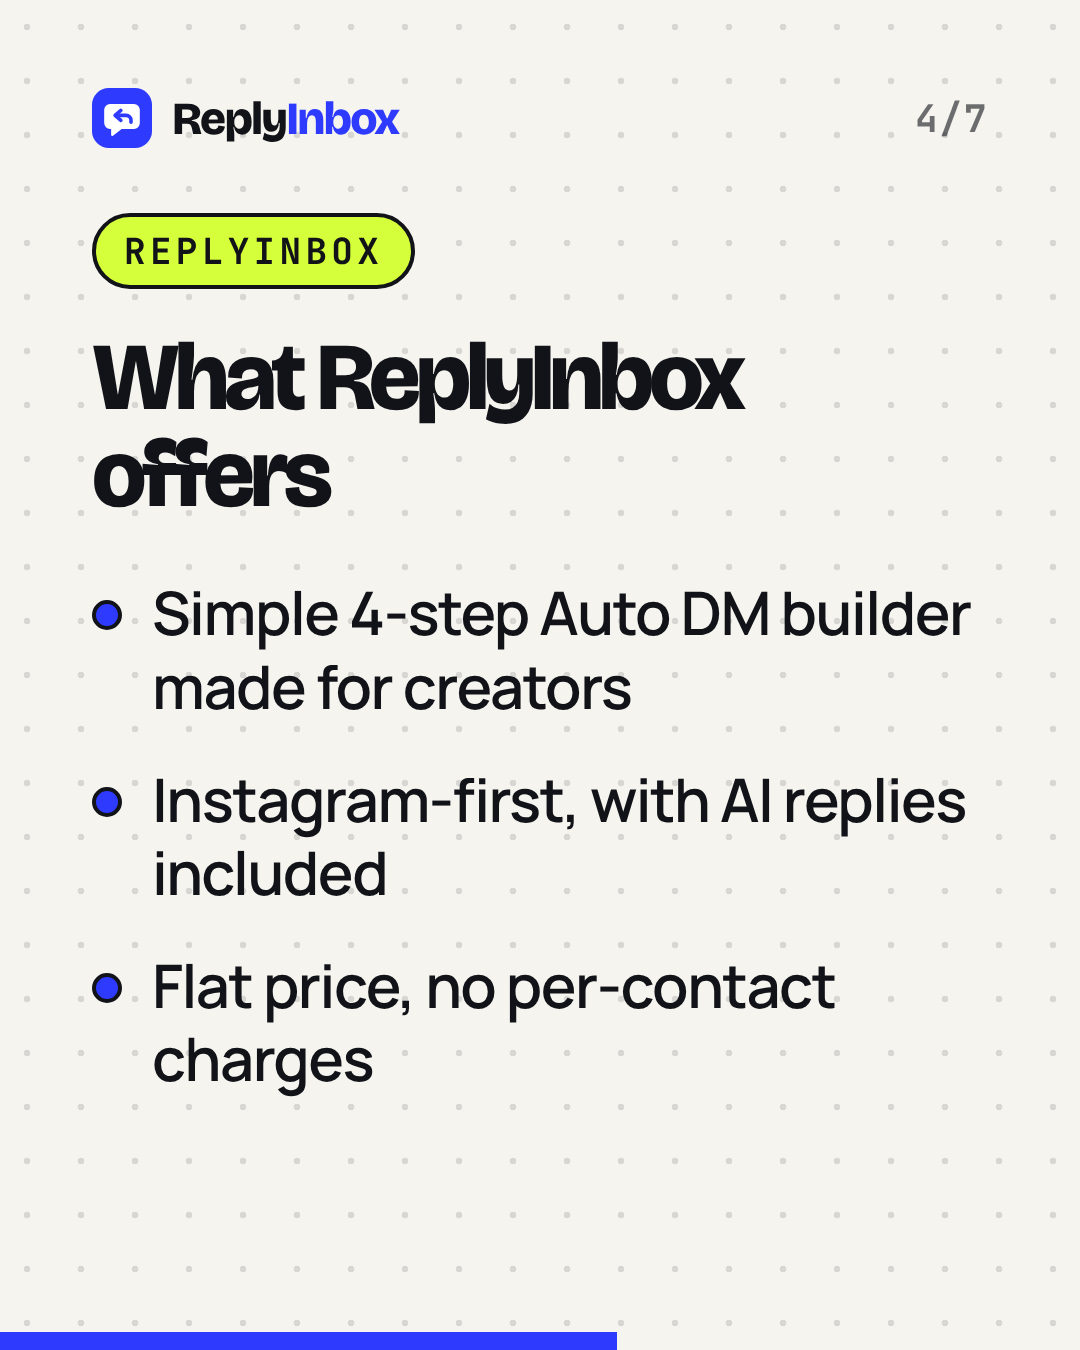 ReplyInbox
4/7
REPLYINBOX
What ReplyInbox
offers
Simple 4-step Auto DM builder
made for creators
Instagram-first, with AI replies
included
Flat price, no per-contact
charges